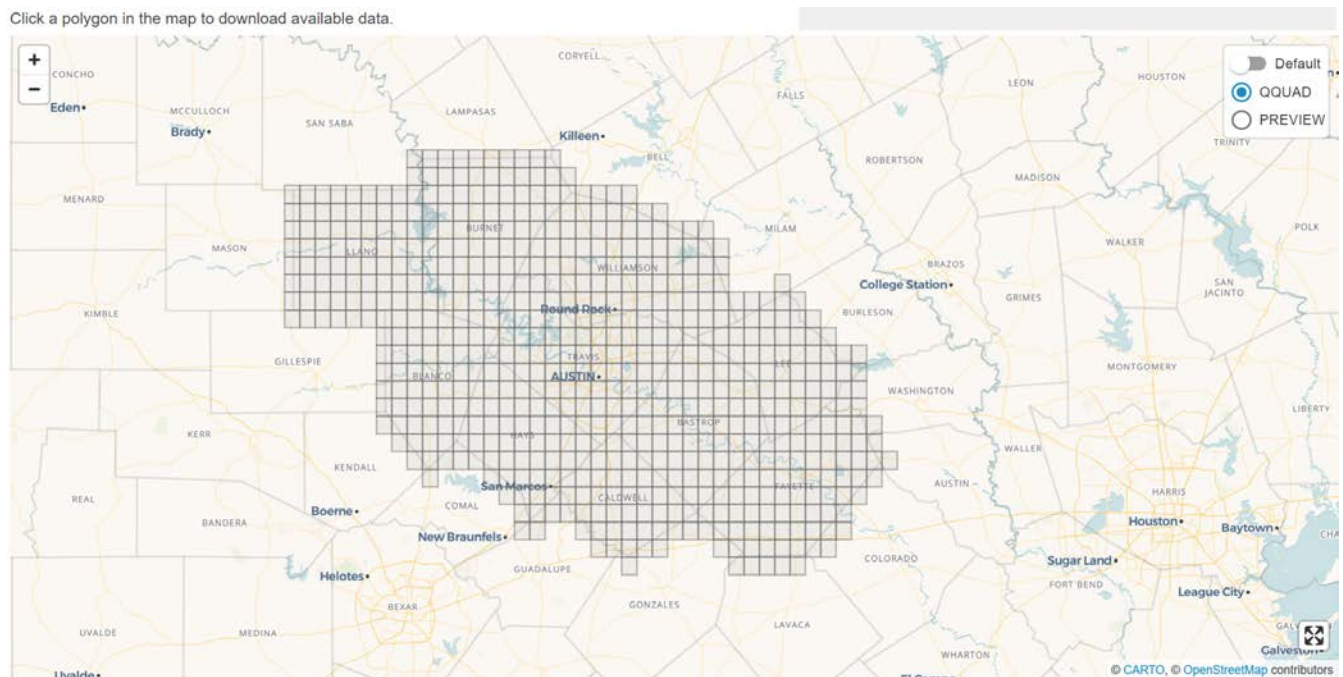 Click a polygon in the map to download available data.
+
−
Default
QQUAD
PREVIEW
CORYELL
CONCHO
LEON
HOUSTON
FALLS
Eden
MCCULLOCH
LAMPASAS
SAN SABA
Brady
Killeen
TRINITY
BELL
ROBERTSON
MADISON
MENARD
POLK
BURNET
MILAM
WALKER
MASON
LLANO
WILLIAMSON
BRAZOS
College Station
SAN
JACINTO
GRIMES
KIMBLE
Round Rock
BURLESON
GILLESPIE
TRAVIS
LEE
MONTGOMERY
BLANCO
AUSTIN
WASHINGTON
LIBERTY
BASTROP
KERR
HAYS
WALLER
KENDALL
REAL
San Marcos
FAYETTE
AUSTIN
HARRIS
CALDWELL
COMAL
Boerne
BANDERA
Houston
Baytown
CHA
New Braunfels
COLORADO
Sugar Land
GUADALUPE
Helotes
FORT BEND
League City
BEXAR
GONZALES
LAVACA
UVALDE
MEDINA
GAL
Galveston
WHARTON
Uvalde
El Campo
© CARTO, © OpenStreetMap contributors